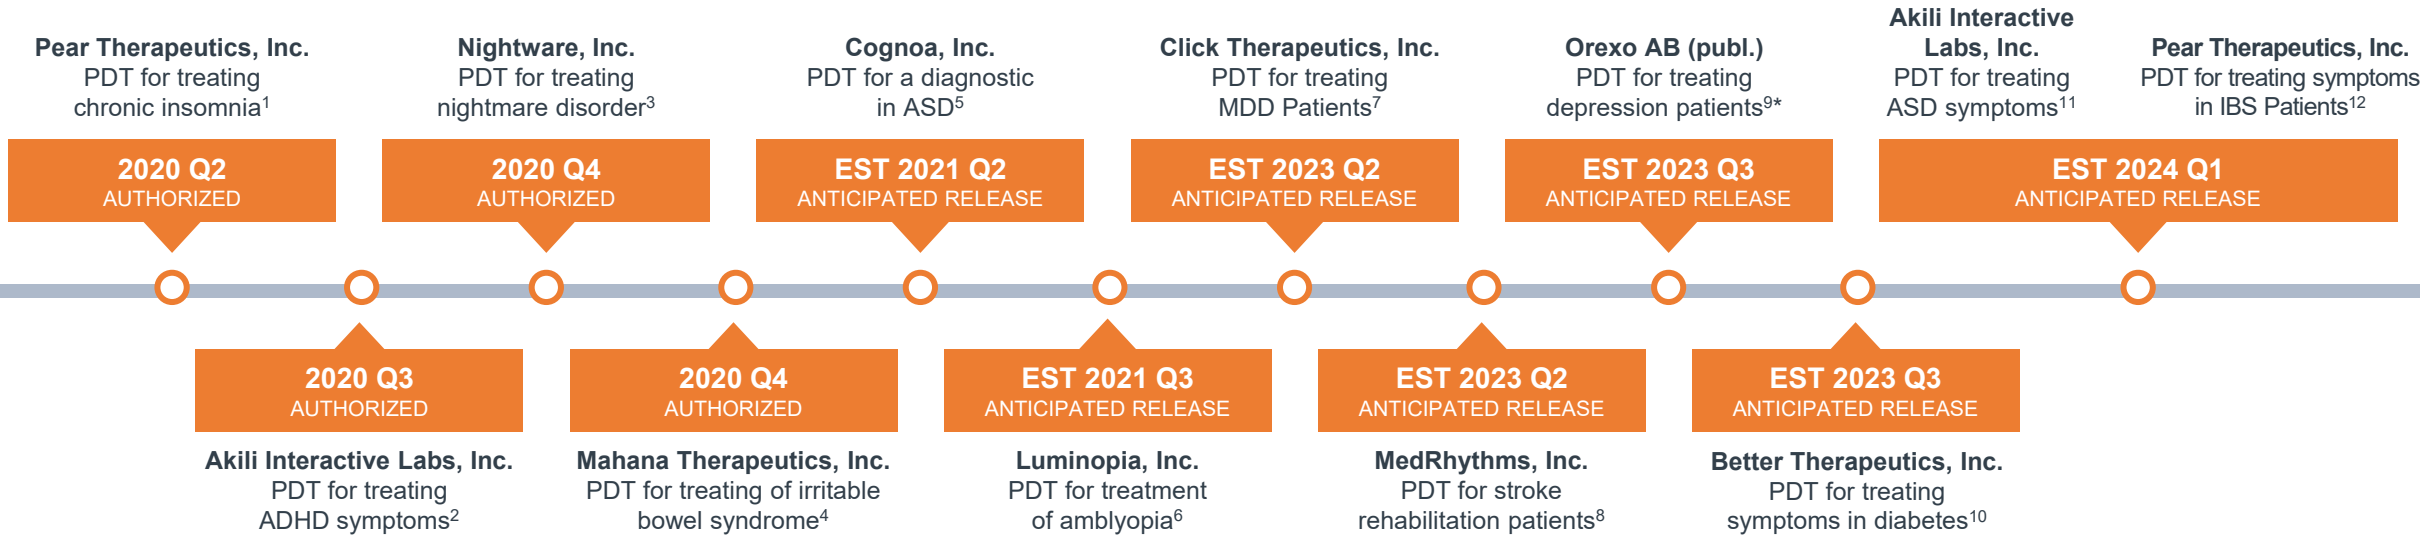 Pear Therapeutics, Inc.
PDT for treating
chronic insomnia¹
2020 Q2
AUTHORIZED
Akili Interactive Labs, Inc.
PDT for treating
ADHD symptoms²
2020 Q3
AUTHORIZED
Nightware, Inc.
PDT for treating
nightmare disorder³
2020 Q4
AUTHORIZED
Mahana Therapeutics, Inc.
PDT for treating of irritable
bowel syndrome⁴
2020 Q4
AUTHORIZED
Cognoa, Inc.
PDT for a diagnostic
in ASD⁵
EST 2021 Q2
ANTICIPATED RELEASE
Luminopia, Inc.
PDT for treatment
of amblyopia⁶
EST 2021 Q3
ANTICIPATED RELEASE
Click Therapeutics, Inc.
PDT for treating
MDD Patients⁷
EST 2023 Q2
ANTICIPATED RELEASE
MedRhythms, Inc.
PDT for stroke
rehabilitation patients⁸
EST 2023 Q2
ANTICIPATED RELEASE
Orexo AB (publ.)
PDT for treating
depression patients⁹*
EST 2023 Q3
ANTICIPATED RELEASE
Better Therapeutics, Inc.
PDT for treating
symptoms in diabetes¹⁰
EST 2023 Q3
ANTICIPATED RELEASE
Akili Interactive
Labs, Inc.
PDT for treating
ASD symptoms¹¹
Pear Therapeutics, Inc.
PDT for treating symptoms
in IBS Patients¹²
EST 2024 Q1
ANTICIPATED RELEASE